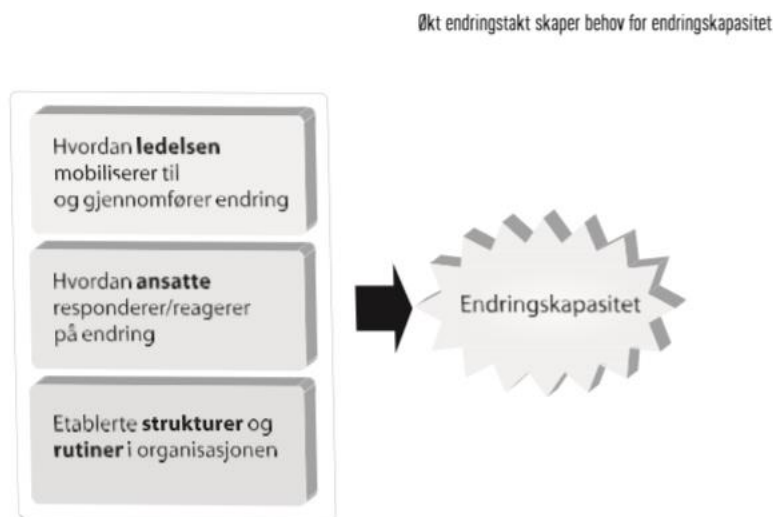 Økt endringstakt skaper behov for endringskapasitet
Hvordan ledelsen
mobiliserer til
og gjennomfører endring
Hvordan ansatte
responderer/reagerer
på endring
Endringskapasitet
Etablerte strukturer og
rutiner i organisasjonen